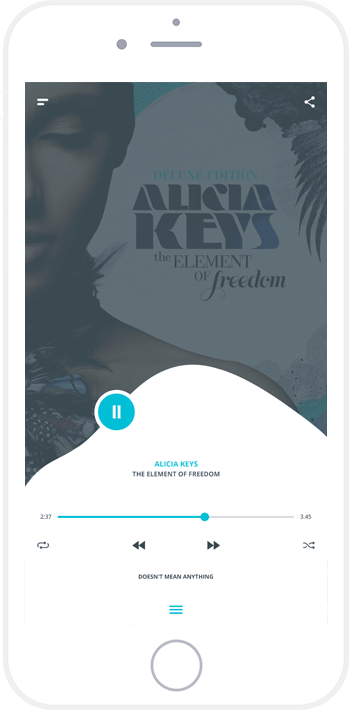 DELUXE EDITION
ALICIA
KEYS
the ELEMENT
OF freedom
ALICIA KEYS
THE ELEMENT OF FREEDOM
2:37
3.45
DOESN'T MEAN ANYTHING